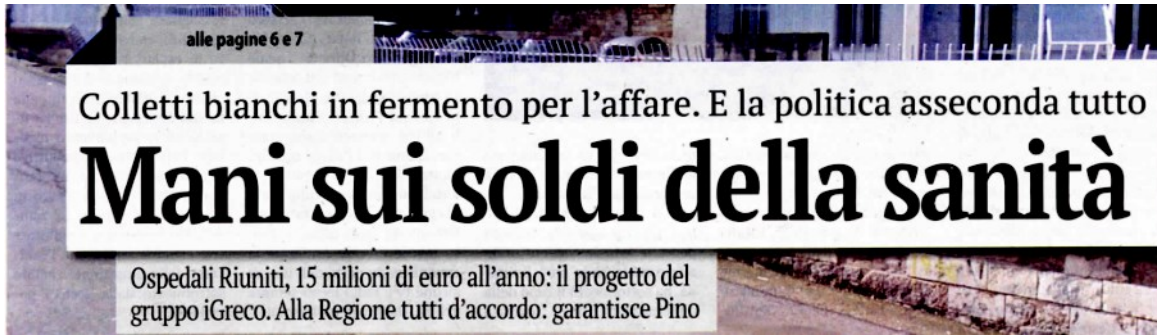 alle pagine 6 e 7
Colletti bianchi in fermento per l'affare. E la politica asseconda tutto
Mani sui soldi della sanità
Ospedali Riuniti, 15 milioni di euro all'anno: il progetto del
gruppo iGreco. Alla Regione tutti d'accordo: garantisce Pino